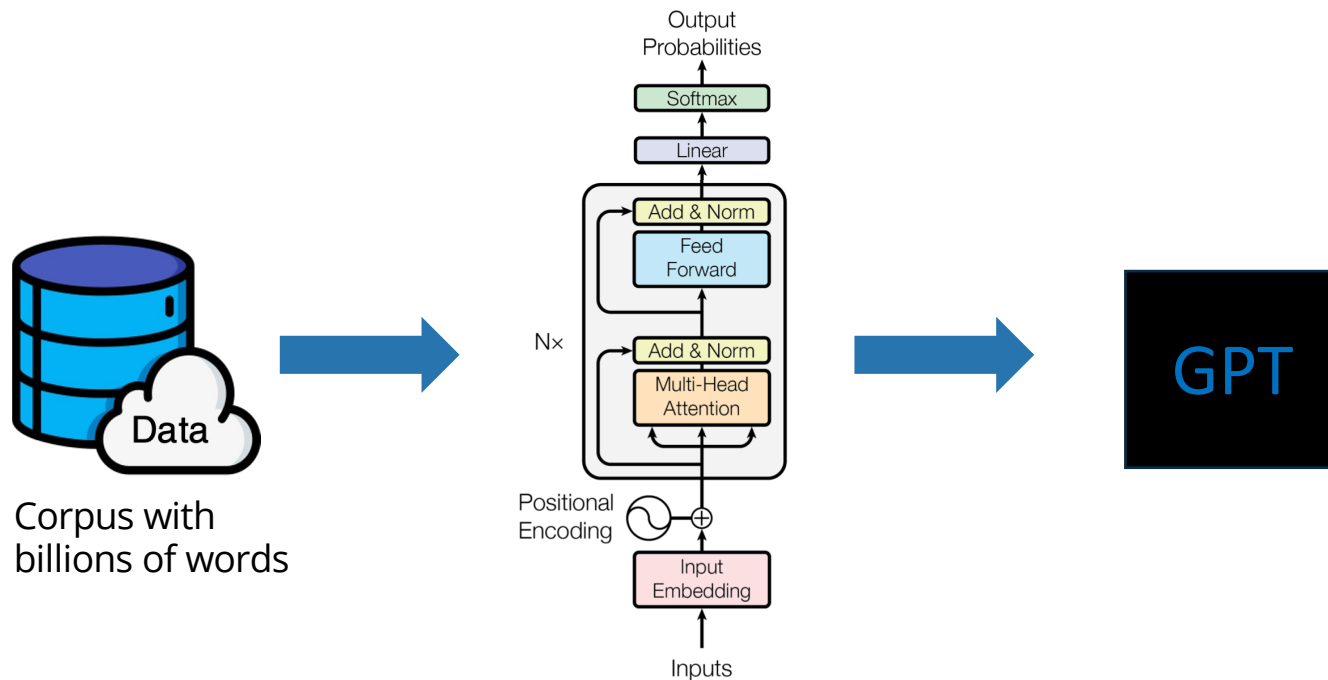 Output
Probabilities
Softmax
Linear
Add & Norm
Feed
Forward
Nx
Add & Norm
Multi-Head
Attention
Data
GPT
Corpus with
billions of words
Positional
Encoding
Input
Embedding
Inputs